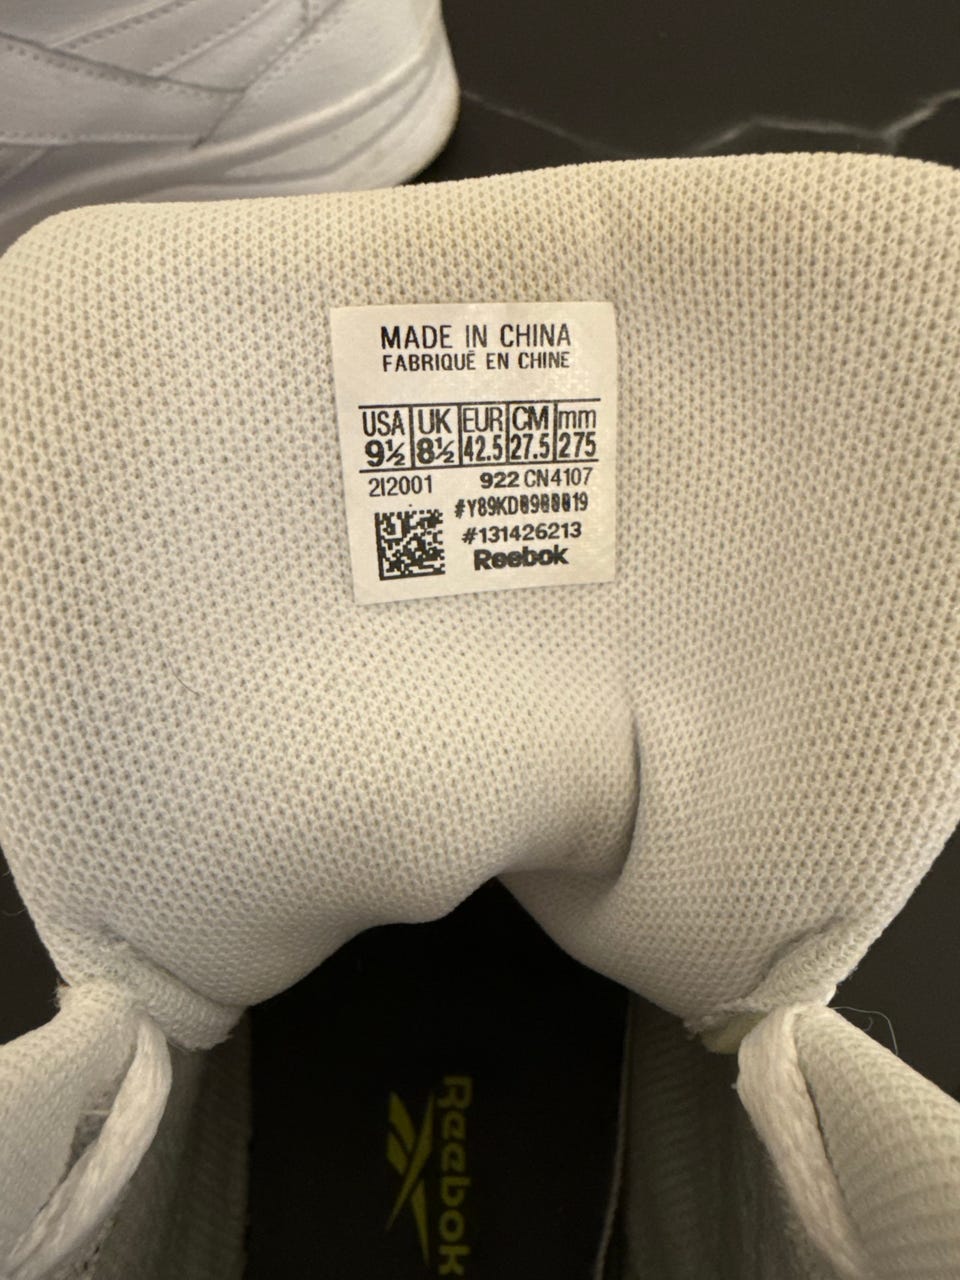 MADE IN CHINA
FABRIQUÉ EN CHINE
USA UK EUR CM mm
9½ 8½ 42.5 27.5 275
2I2001 922 CN4107
#131426213
Reebok
Reebok